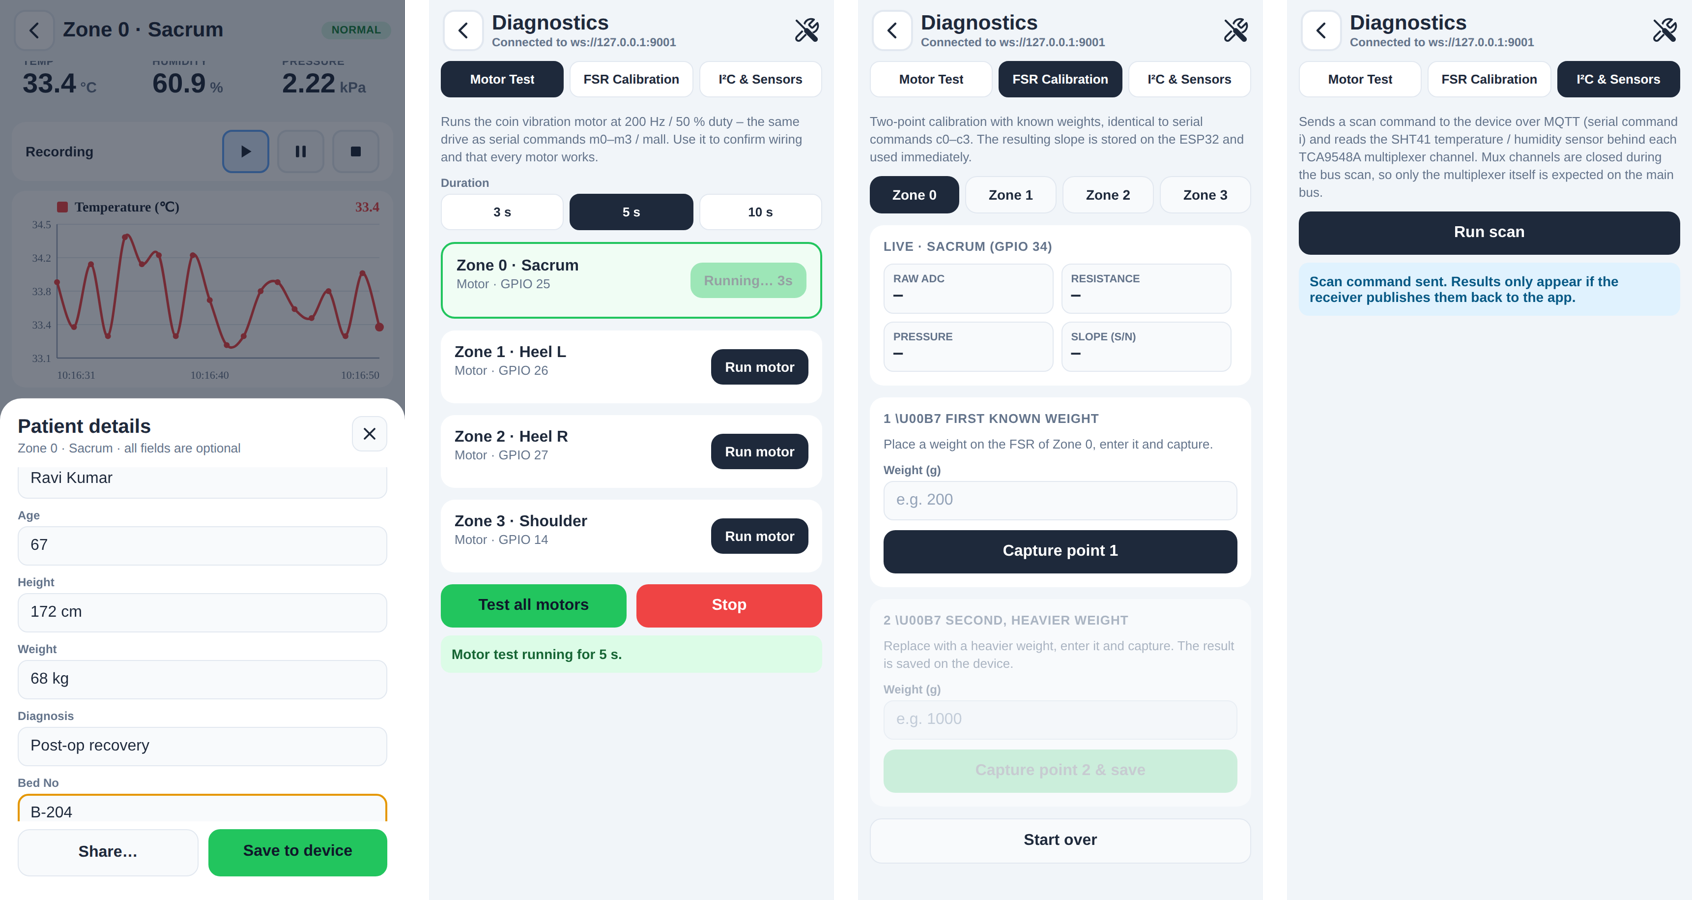 Zone 0 · Sacrum
NORMAL
TEMP HUMIDITY PRESSURE
33.4 °C 60.9 % 2.22 kPa
Recording
Temperature (°C) 33.4
34.5
34.2
33.8
33.4
33.1
10:16:31 10:16:40 10:16:50
Patient details
Zone 0 · Sacrum · all fields are optional
Ravi Kumar
Age
67
Height
172 cm
Weight
68 kg
Diagnosis
Post-op recovery
Bed No
B-204
Share…
Save to device
Diagnostics
Connected to ws://127.0.0.1:9001
Motor Test
FSR Calibration
I²C & Sensors
Runs the coin vibration motor at 200 Hz / 50 % duty – the same
drive as serial commands m0–m3 / mall. Use it to confirm wiring
and that every motor works.
Duration
3 s
5 s
10 s
Zone 0 · Sacrum
Motor · GPIO 25
Running… 3s
Zone 1 · Heel L
Motor · GPIO 26
Run motor
Zone 2 · Heel R
Motor · GPIO 27
Run motor
Zone 3 · Shoulder
Motor · GPIO 14
Run motor
Test all motors
Stop
Motor test running for 5 s.
Diagnostics
Connected to ws://127.0.0.1:9001
Motor Test
FSR Calibration
I²C & Sensors
Two-point calibration with known weights, identical to serial
commands c0–c3. The resulting slope is stored on the ESP32 and
used immediately.
Zone 0
Zone 1
Zone 2
Zone 3
LIVE · SACRUM (GPIO 34)
RAW ADC
–
RESISTANCE
–
PRESSURE
–
SLOPE (S/N)
–
1 \U00B7 FIRST KNOWN WEIGHT
Place a weight on the FSR of Zone 0, enter it and capture.
Weight (g)
e.g. 200
Capture point 1
2 \U00B7 SECOND, HEAVIER WEIGHT
Replace with a heavier weight, enter it and capture. The result
is saved on the device.
Weight (g)
e.g. 1000
Capture point 2 & save
Start over
Diagnostics
Connected to ws://127.0.0.1:9001
Motor Test
FSR Calibration
I²C & Sensors
Sends a scan command to the device over MQTT (serial command
i) and reads the SHT41 temperature / humidity sensor behind each
TCA9548A multiplexer channel. Mux channels are closed during
the bus scan, so only the multiplexer itself is expected on the main
bus.
Run scan
Scan command sent. Results only appear if the
receiver publishes them back to the app.